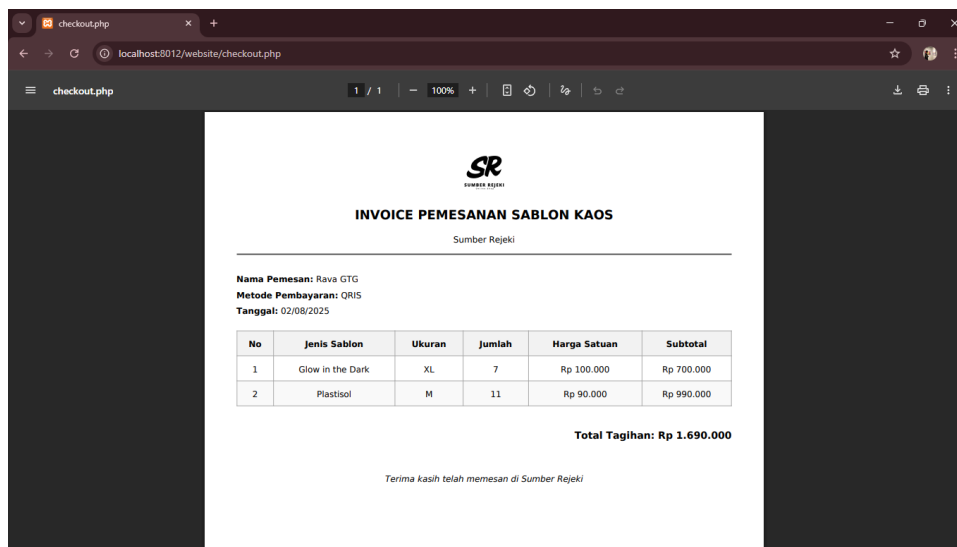 checkout.php
localhost:8012/website/checkout.php
checkout.php 1 / 1 100%
SR
SUMBER REJEKI
INVOICE PEMESANAN SABLON KAOS
Sumber Rejeki
Nama Pemesan: Rava GTG
Metode Pembayaran: QRIS
Tanggal: 02/08/2025
No Jenis Sablon Ukuran Jumlah Harga Satuan Subtotal
1 Glow in the Dark XL 7 Rp 100.000 Rp 700.000
2 Plastisol M 11 Rp 90.000 Rp 990.000
Total Tagihan: Rp 1.690.000
Terima kasih telah memesan di Sumber Rejeki